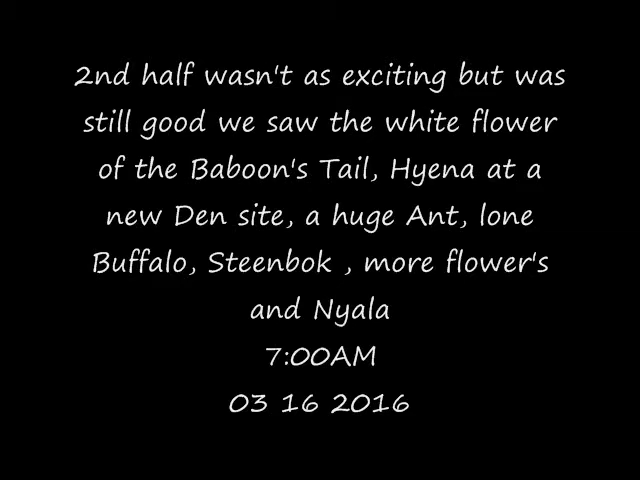 2nd half wasn't as exciting but was
still good we saw the white flower
of the Baboon's Tail, Hyena at a
new Den site, a huge Ant, lone
Buffalo, Steenbok , more flower's
and Nyala
7:00AM
03 16 2016